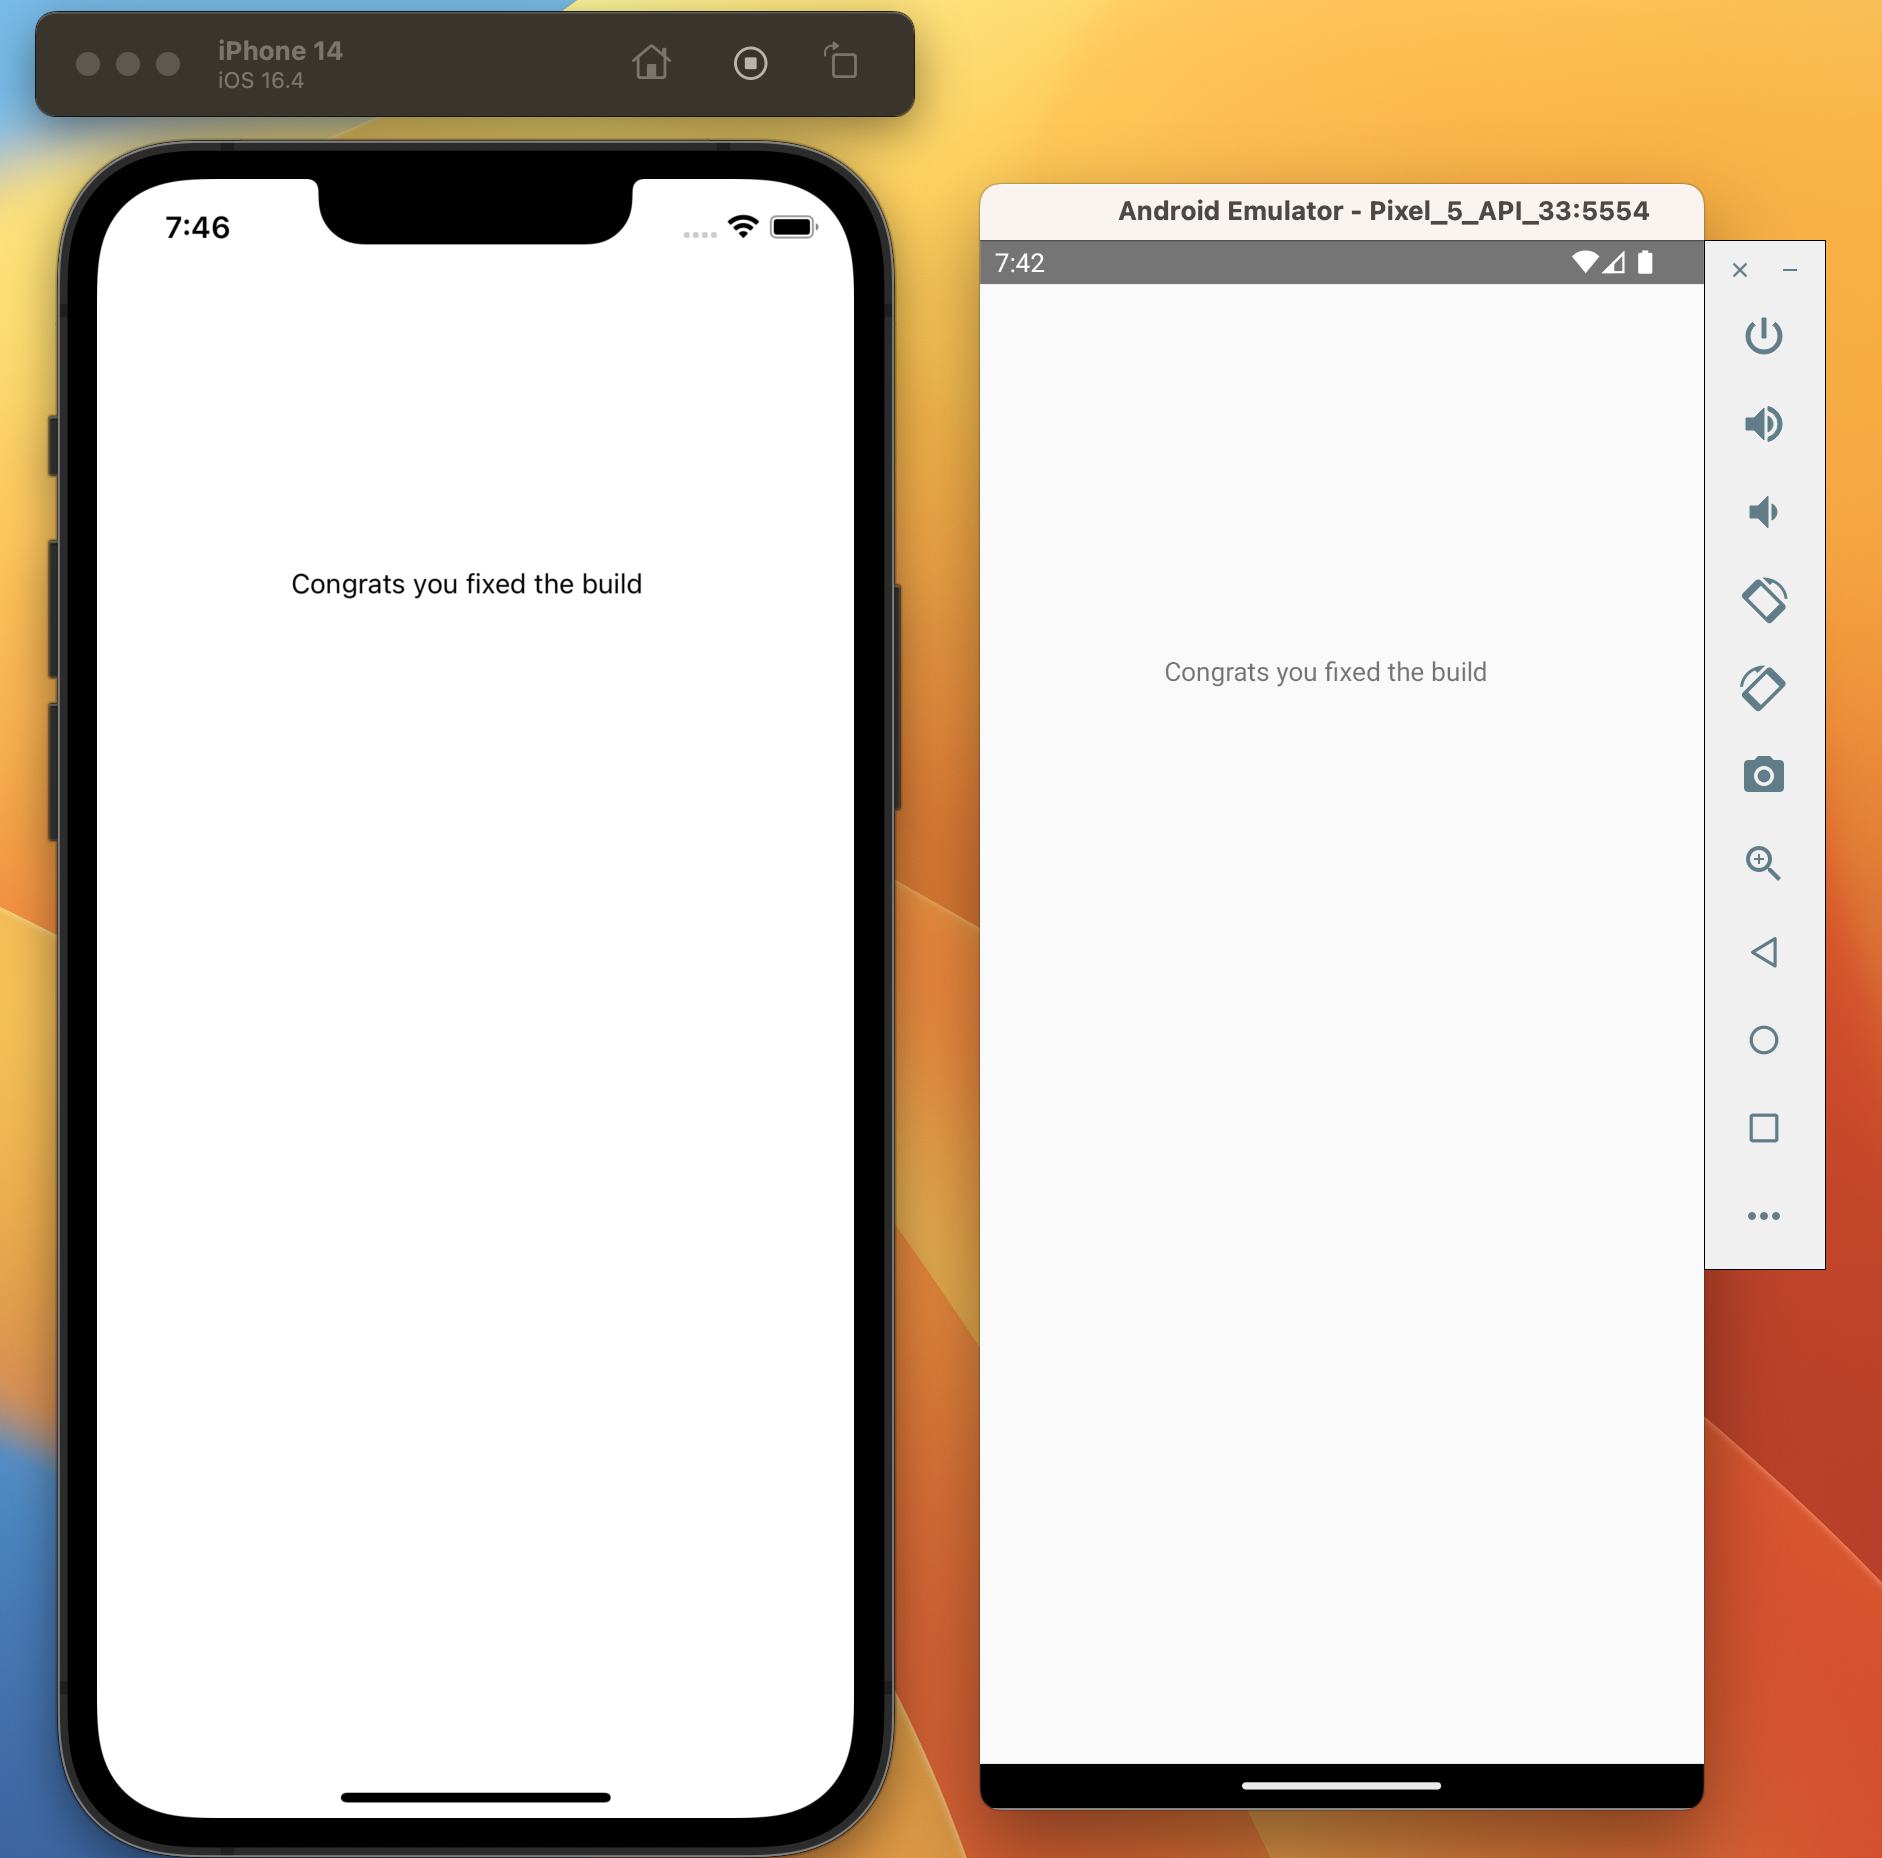 iPhone 14
iOS 16.4
7:46
Congrats you fixed the build
Android Emulator - Pixel_5_API_33:5554
7:42
Congrats you fixed the build